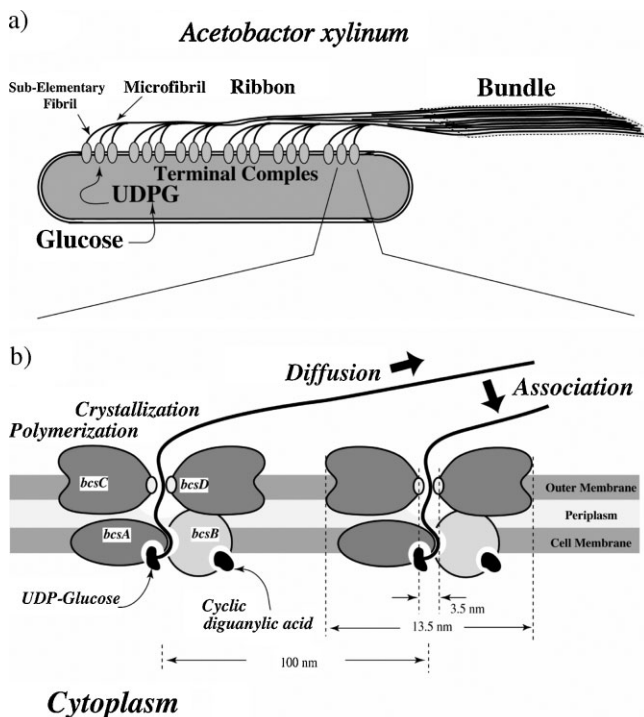 a)
Acetobactor xylinum
Sub-Elementary
Fibril
Microfibril
Ribbon
Bundle
Terminal Comples
UDPG
Glucose
b)
Diffusion
Association
Crystallization
Polymerization
bcsC
bcsD
Outer Membrane
Periplasm
bcsA
bcsB
Cell Membrane
UDP-Glucose
Cyclic
diguanylic acid
3.5 nm
13.5 nm
100 nm
Cytoplasm